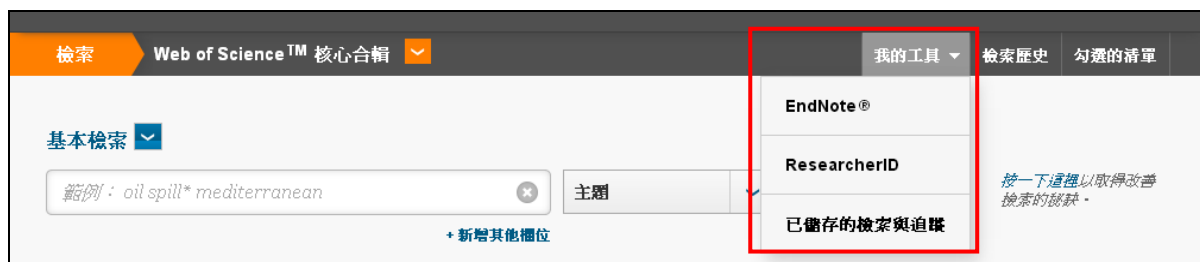 檢索 Web of Science™ 核心合輯 我的工具 檢索歷史 勾選的清單
EndNote®
基本檢索
ResearcherID
範例： oil spill* mediterranean 主題 按一下這裡以取得改善
檢索的秘訣。
已儲存的檢索與追蹤
+ 新增其他欄位